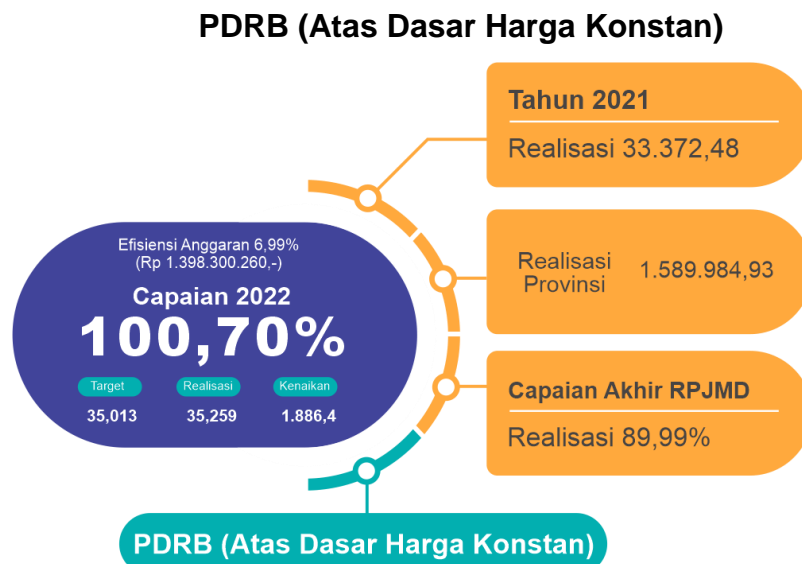 PDRB (Atas Dasar Harga Konstan)
Tahun 2021
Realisasi 33.372,48
Realisasi
Provinsi
1.589.984,93
Capaian Akhir RPJMD
Realisasi 89,99%
Efisiensi Anggaran 6,99%
(Rp 1.398.300.260,-)
Capaian 2022
100,70%
Target Realisasi Kenaikan
35,013 35,259 1.886,4
PDRB (Atas Dasar Harga Konstan)